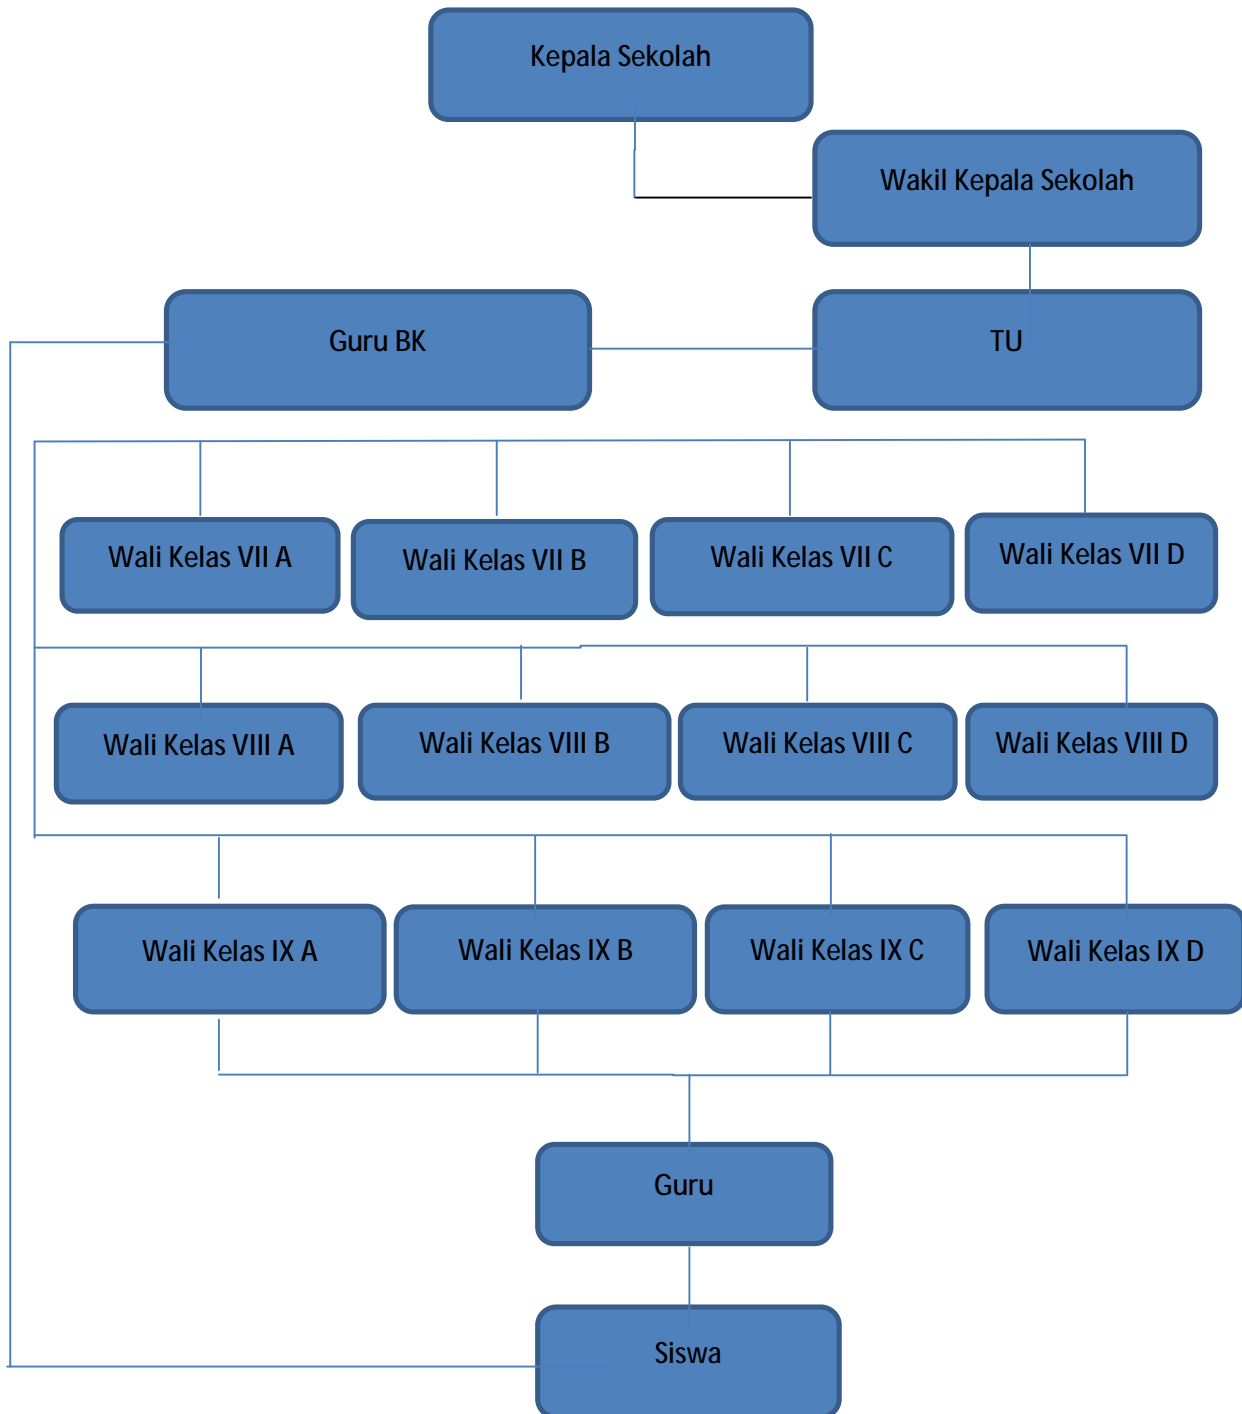 Kepala Sekolah
Wakil Kepala Sekolah
Guru BK
TU
Wali Kelas VII A
Wali Kelas VII B
Wali Kelas VII C
Wali Kelas VII D
Wali Kelas VIII A
Wali Kelas VIII B
Wali Kelas VIII C
Wali Kelas VIII D
Wali Kelas IX A
Wali Kelas IX B
Wali Kelas IX C
Wali Kelas IX D
Guru
Siswa